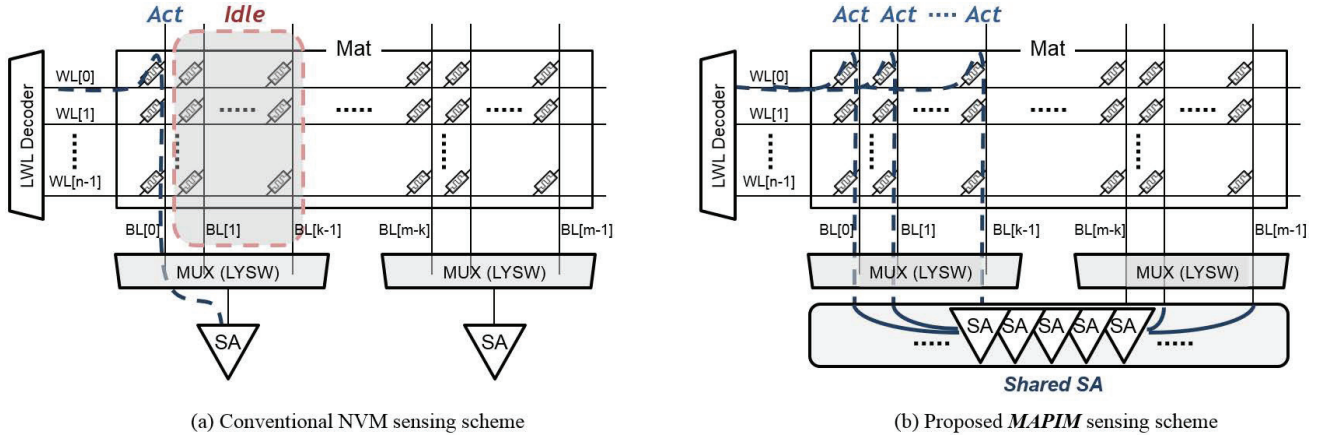 Act Idle
Mat
LWL Decoder
WL[0]
WL[1]
WL[n-1]
BL[0] BL[1] BL[k-1] BL[m-k] BL[m-1]
MUX (LYSW) MUX (LYSW)
SA SA
(a) Conventional NVM sensing scheme
Act Act ····· Act
Mat
LWL Decoder
WL[0]
WL[1]
WL[n-1]
BL[0] BL[1] BL[k-1] BL[m-k] BL[m-1]
MUX (LYSW) MUX (LYSW)
SA SA SA SA SA
Shared SA
(b) Proposed MAPIM sensing scheme